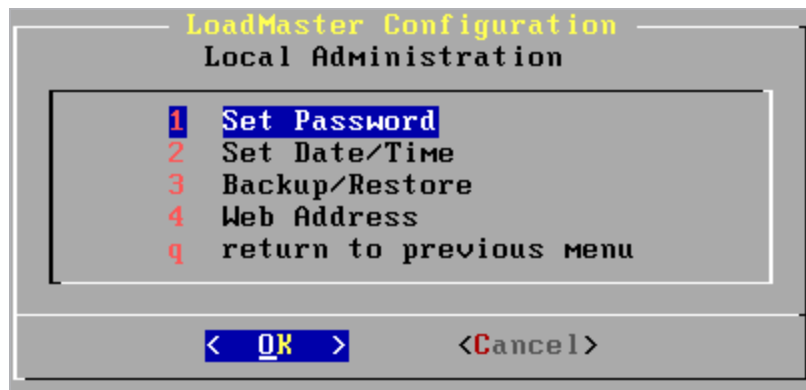 LoadMaster Configuration
Local Administration
1 Set Password
2 Set Date/Time
3 Backup/Restore
4 Web Address
q return to previous menu
< OK > <Cancel>